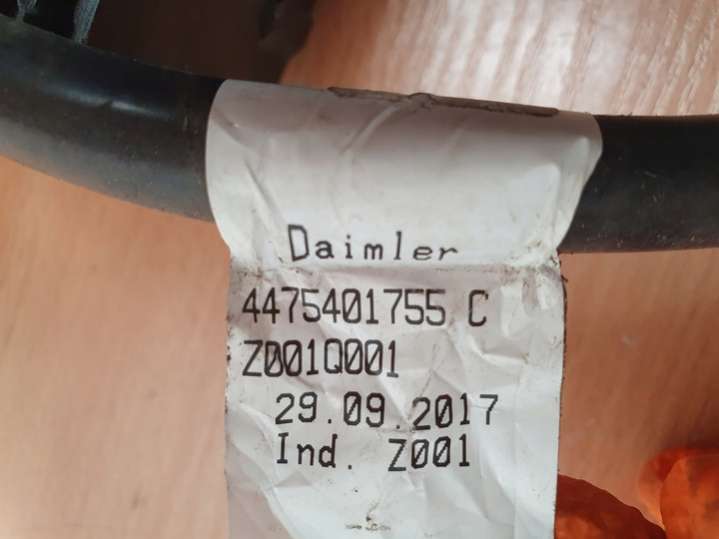 Daimler
4475401755 C
Z001Q001
29.09.2017
Ind. Z001